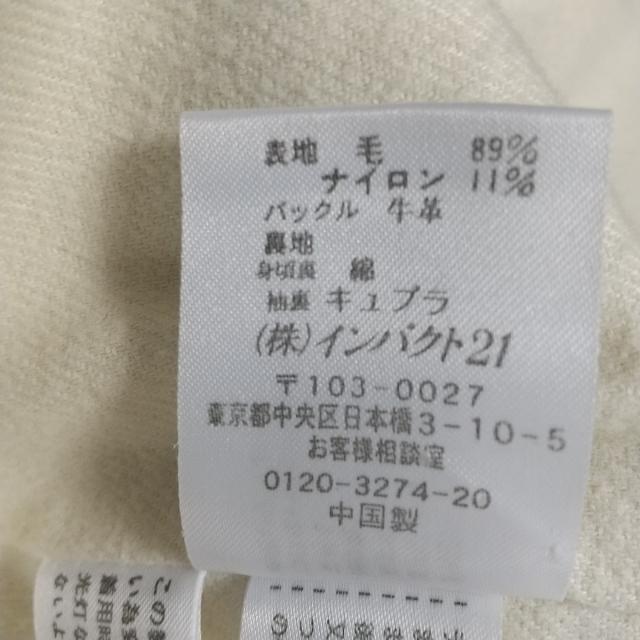 表地 毛 89%
ナイロン 11%
バックル 牛革
裏地
身頃裏 綿
袖裏 キュプラ
(株)インパクト21
〒103-0027
東京都中央区日本橋3-10-5
お客様相談室
0120-3274-20
中国製